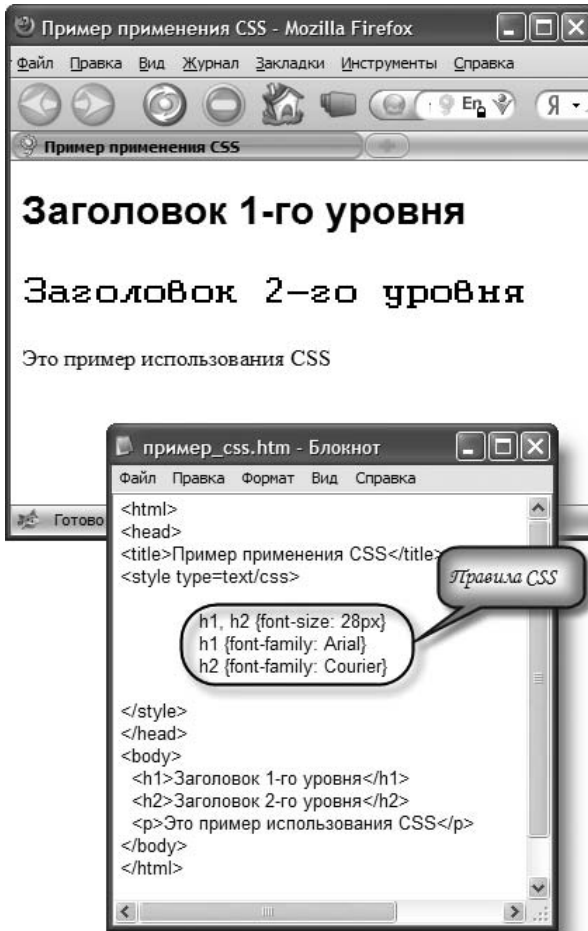 Пример применения CSS - Mozilla Firefox
Файл Правка Вид Журнал Закладки Инструменты Справка
En Я
Пример применения CSS
Заголовок 1-го уровня
Заголовок 2-го уровня
Это пример использования CSS
Готово
пример_css.htm - Блокнот
Файл Правка Формат Вид Справка
<html>
<head>
<title>Пример применения CSS</title>
<style type=text/css>
Правила CSS
h1, h2 {font-size: 28px}
h1 {font-family: Arial}
h2 {font-family: Courier}
</style>
</head>
<body>
<h1>Заголовок 1-го уровня</h1>
<h2>Заголовок 2-го уровня</h2>
<p>Это пример использования CSS</p>
</body>
</html>